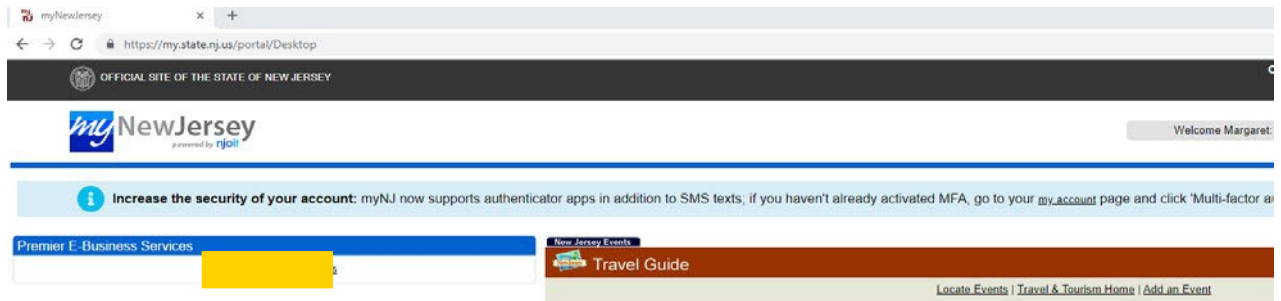 myNewJersey
https://my.state.nj.us/portal/Desktop
OFFICIAL SITE OF THE STATE OF NEW JERSEY
my NewJersey
powered by njoit
Welcome Margaret:
Increase the security of your account: myNJ now supports authenticator apps in addition to SMS texts; if you haven't already activated MFA, go to your my account page and click 'Multi-factor
Premier E-Business Services
New Jersey Events
Travel Guide
Locate Events | Travel & Tourism Home | Add an Event